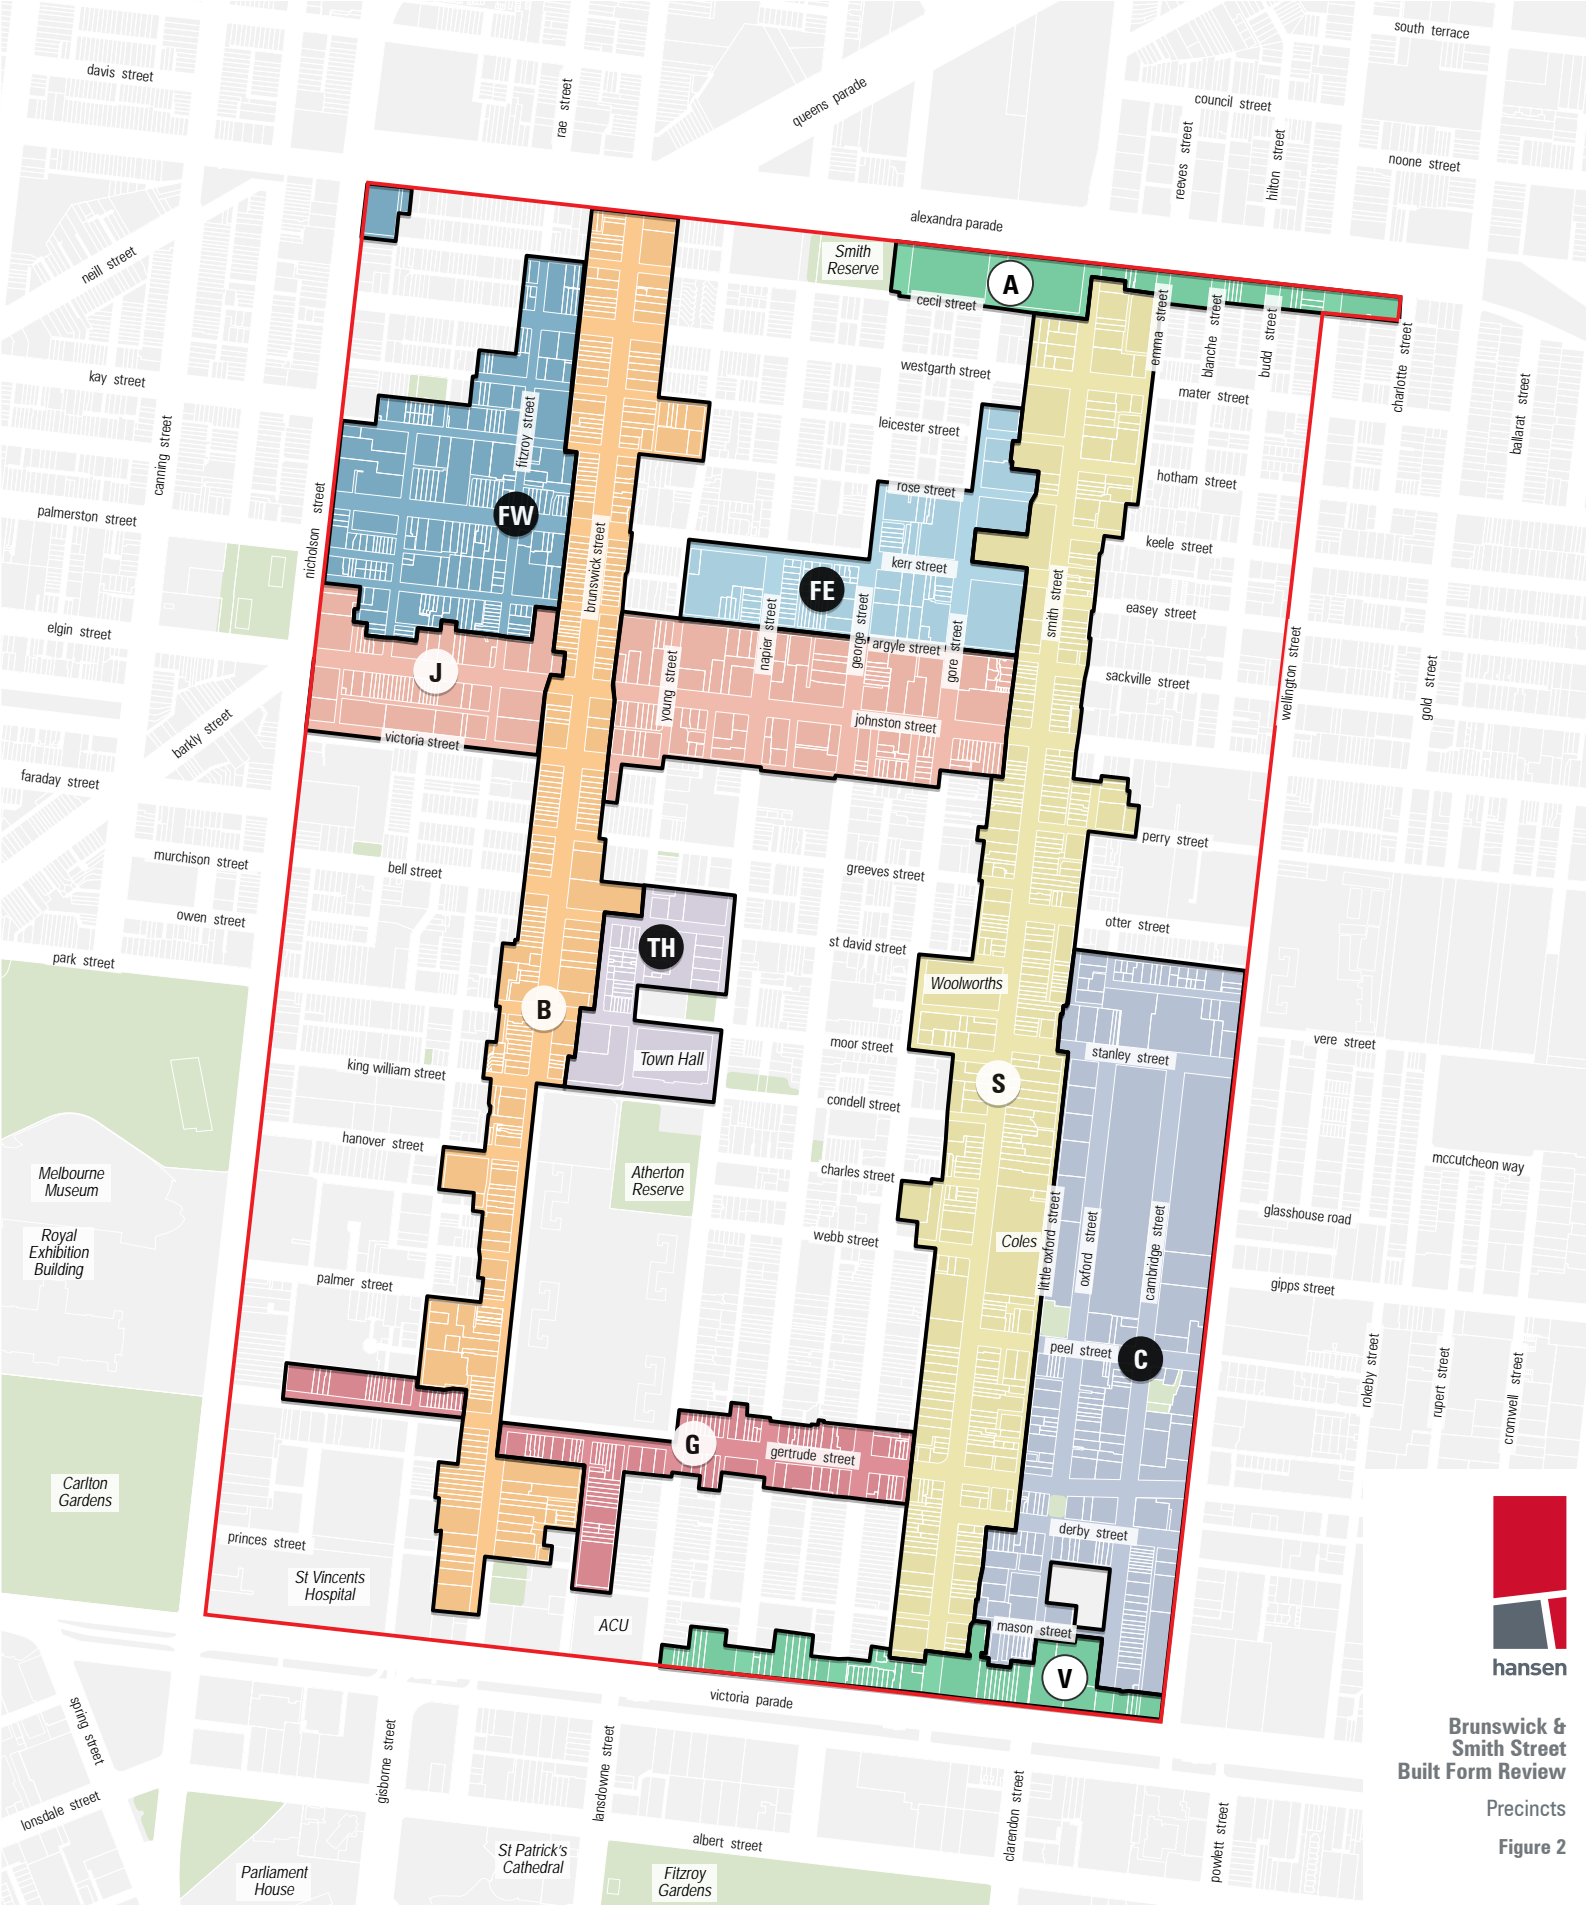 south terrace
davis street
rae street
queens parade
council street
reeves street
hilton street
noone street
alexandra parade
neill street
Smith
Reserve
A
cecil street
emma street
blanche street
budd street
charlotte street
westgarth street
kay street
mater street
ballarat street
canning street
fitzroy street
leicester street
hotham street
rose street
nicholson street
palmerston street
FW
brunswick street
keele street
kerr street
FE
smith street
easey street
elgin street
napier street
george street
gore street
argyle street
wellington street
J
young street
sackville street
gold street
barkly street
victoria street
johnston street
faraday street
perry street
murchison street
bell street
greeves street
owen street
otter street
TH
st david street
park street
Woolworths
B
moor street
vere street
stanley street
Town Hall
king william street
S
condell street
hanover street
Melbourne
Museum
Atherton
Reserve
charles street
mccutcheon way
glasshouse road
Royal
Exhibition
Building
webb street
Coles
little oxford street
oxford street
cambridge street
palmer street
gipps street
peel street
C
rokeby street
rupert street
cromwell street
G
gertrude street
Carlton
Gardens
princes street
derby street
St Vincents
Hospital
ACU
mason street
V
hansen
victoria parade
spring street
gisborne street
lansdowne street
clarendon street
powlett street
Brunswick &
Smith Street
Built Form Review
Precincts
Figure 2
lonsdale street
albert street
St Patrick's
Cathedral
Parliament
House
Fitzroy
Gardens